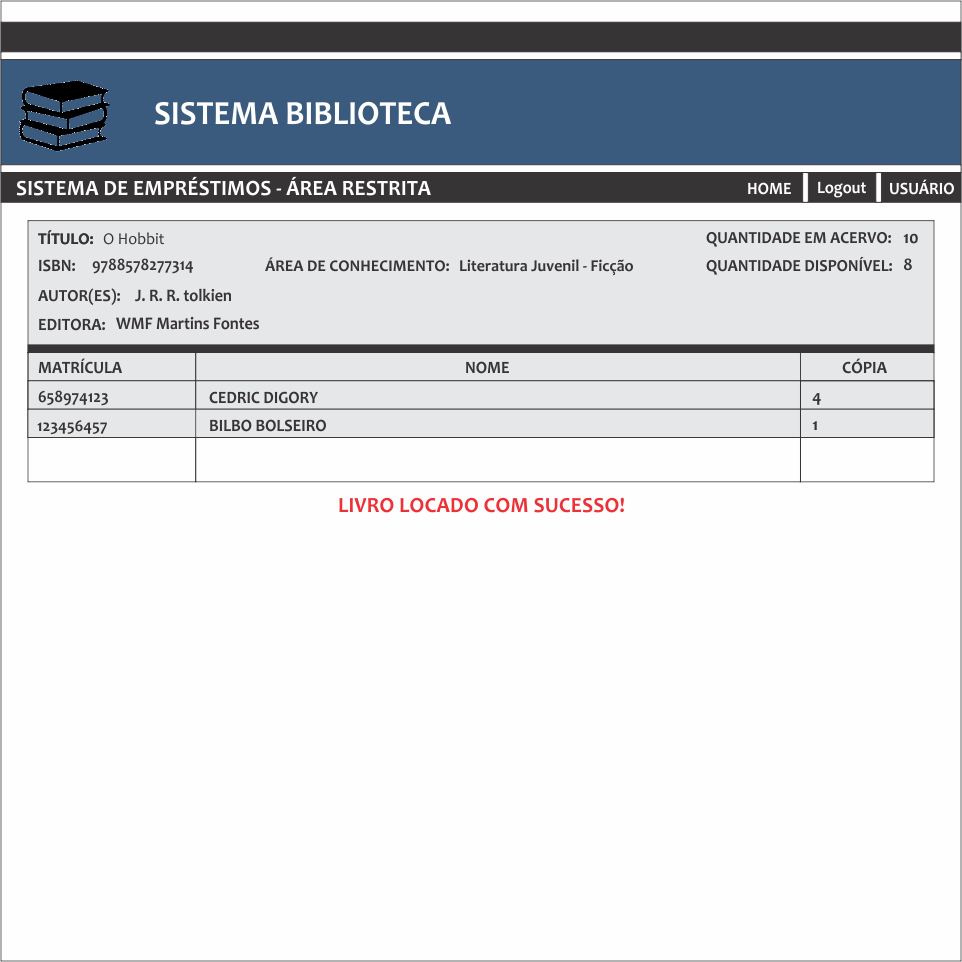 SISTEMA BIBLIOTECA
SISTEMA DE EMPRÉSTIMOS - ÁREA RESTRITA HOME Logout USUÁRIO
TÍTULO: O Hobbit QUANTIDADE EM ACERVO: 10
ISBN: 9788578277314 ÁREA DE CONHECIMENTO: Literatura Juvenil - Ficção QUANTIDADE DISPONÍVEL: 8
AUTOR(ES): J. R. R. tolkien
EDITORA: WMF Martins Fontes
MATRÍCULA NOME CÓPIA
658974123 CEDRIC DIGORY 4
123456457 BILBO BOLSEIRO 1
LIVRO LOCADO COM SUCESSO!